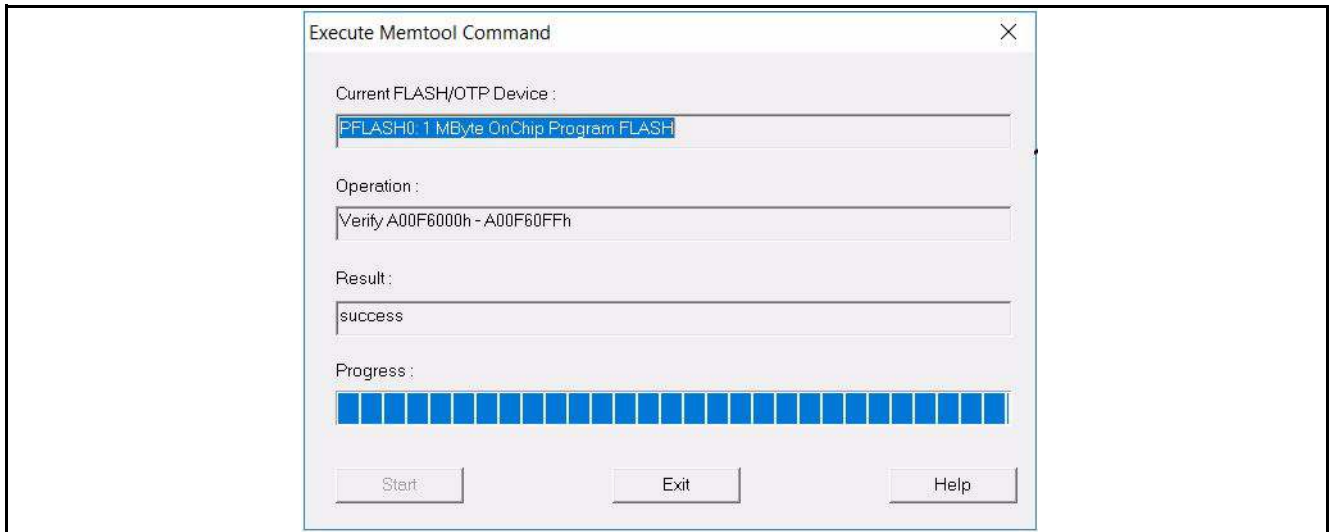 Execute Memtool Command
Current FLASH/OTP Device :
PFLASH0: 1 MByte OnChip Program FLASH
Operation :
Verify A00F6000h - A00F60FFh
Result :
success
Progress :
Start Exit Help